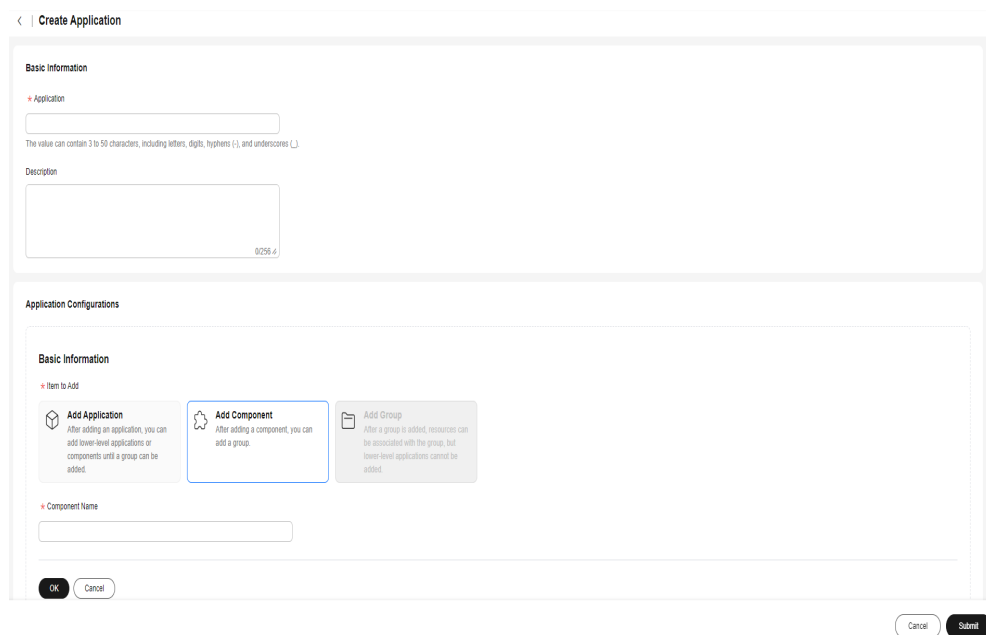 Create Application
Basic Information
* Application
The value can contain 3 to 50 characters, including letters, digits, hyphens (-), and underscores (_).
Description
0/256
Application Configurations
Basic Information
* Item to Add
Add Application
After adding an application, you can
add lower-level applications or
components until a group can be
added.
Add Component
After adding a component, you can
add a group.
Add Group
After a group is added, resources can
be associated with the group, but
lower-level applications cannot be
added.
* Component Name
OK
Cancel
Cancel
Submit